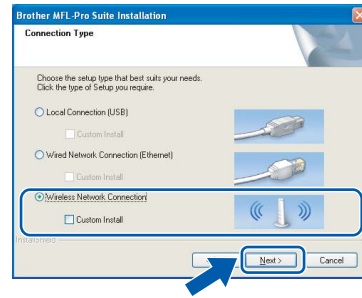 Brother MFL-Pro Suite Installation
Connection Type
Choose the setup type that best suits your needs.
Click the type of Setup you require.
Local Connection (USB)
Custom Install
Wired Network Connection (Ethernet)
Custom Install
Wireless Network Connection
Custom Install
InstallShield
Next >
Cancel